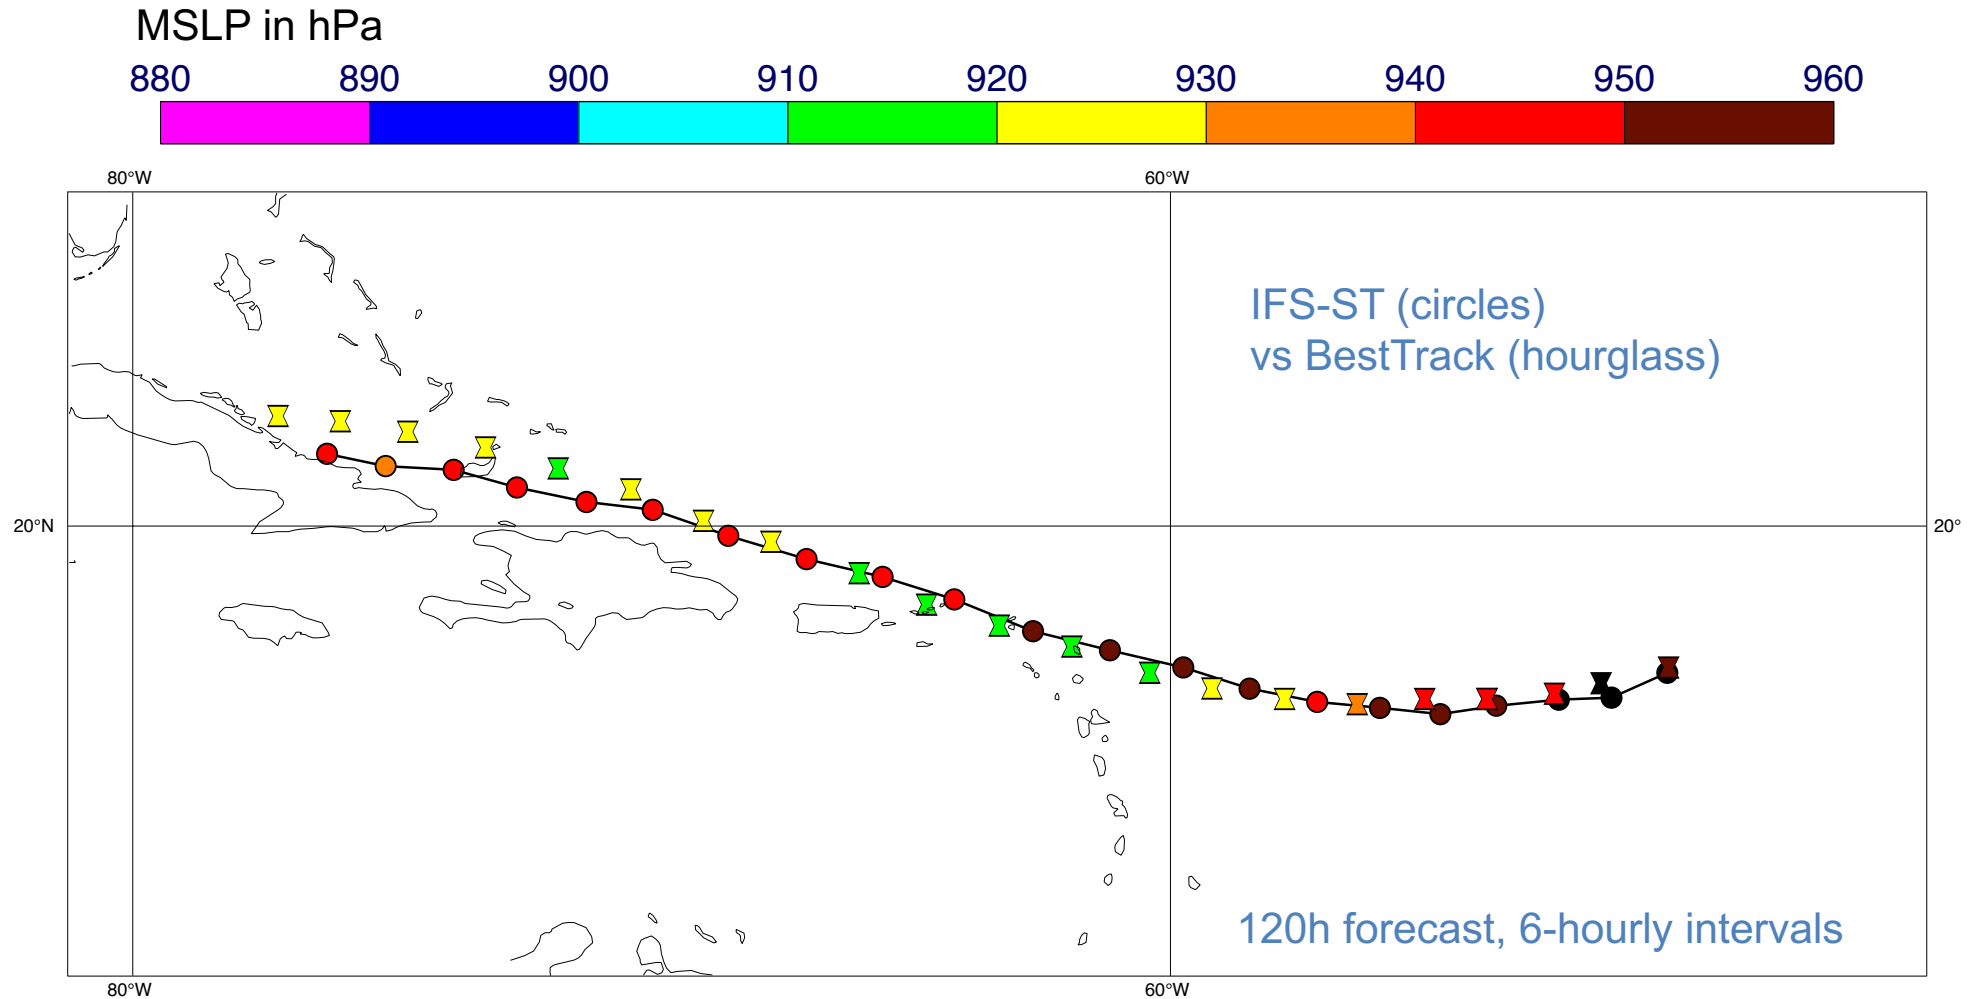 MSLP in hPa
880 890 900 910 920 930 940 950 960
80°W 60°W
IFS-ST (circles)
vs BestTrack (hourglass)
20°N 20°
120h forecast, 6-hourly intervals
80°W 60°W